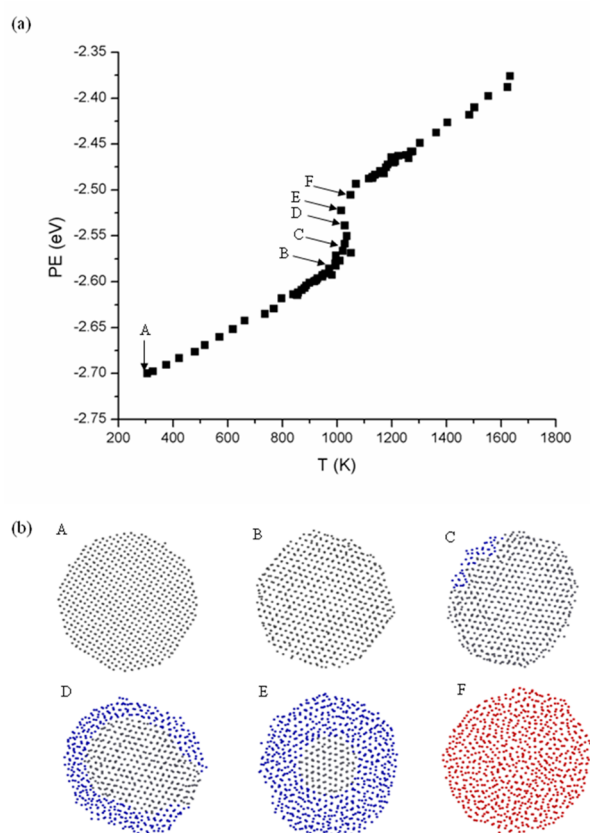 (a)
-2.35
-2.40
-2.45
-2.50
-2.55
-2.60
-2.65
-2.70
-2.75
PE (eV)
F
E
D
C
B
A
200 400 600 800 1000 1200 1400 1600 1800
T (K)
(b)
A B C
D E F